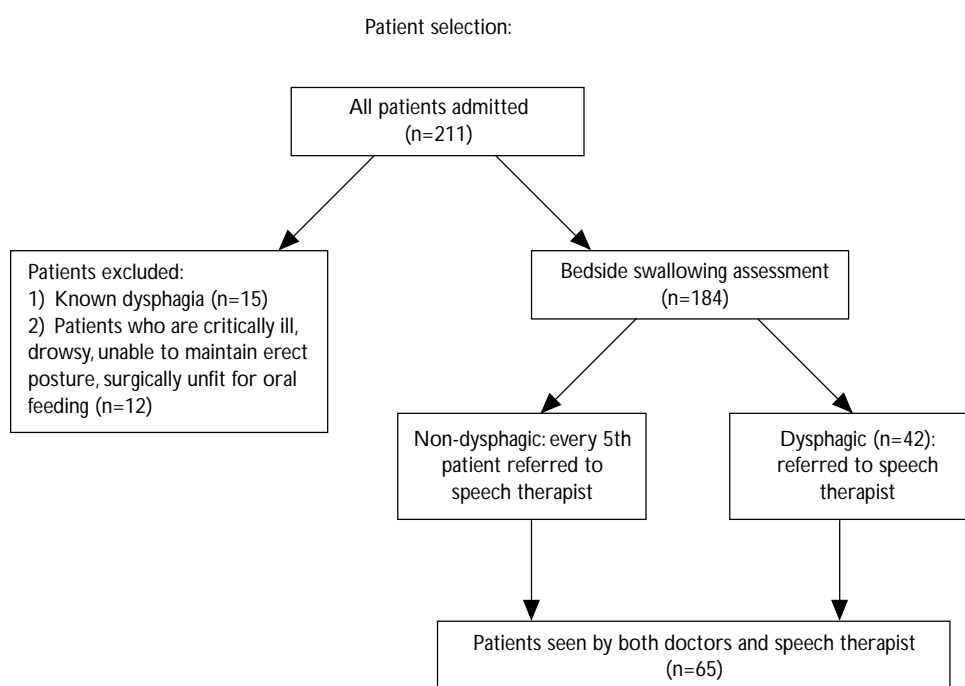 Patient selection:
All patients admitted
(n=211)
Patients excluded:
1) Known dysphagia (n=15)
2) Patients who are critically ill,
drowsy, unable to maintain erect
posture, surgically unfit for oral
feeding (n=12)
Bedside swallowing assessment
(n=184)
Non-dysphagic: every 5th
patient referred to
speech therapist
Dysphagic (n=42):
referred to speech
therapist
Patients seen by both doctors and speech therapist
(n=65)